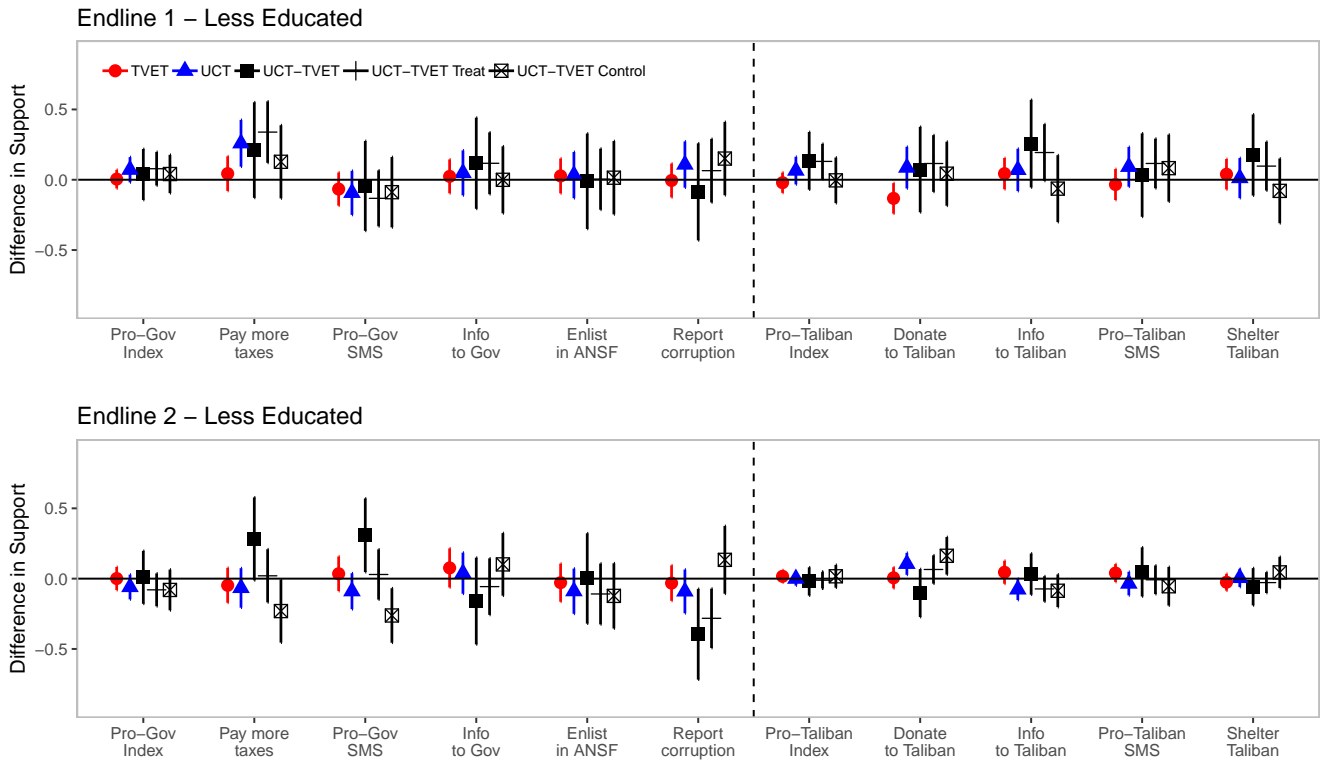 Endline 1 − Less Educated
TVET UCT UCT−TVET UCT−TVET Treat UCT−TVET Control
Difference in Support
0.5
0.0
−0.5
Pro−Gov Index
Pay more taxes
Pro−Gov SMS
Info to Gov
Enlist in ANSF
Report corruption
Pro−Taliban Index
Donate to Taliban
Info to Taliban
Pro−Taliban SMS
Shelter Taliban
Endline 2 − Less Educated
Difference in Support
0.5
0.0
−0.5
Pro−Gov Index
Pay more taxes
Pro−Gov SMS
Info to Gov
Enlist in ANSF
Report corruption
Pro−Taliban Index
Donate to Taliban
Info to Taliban
Pro−Taliban SMS
Shelter Taliban